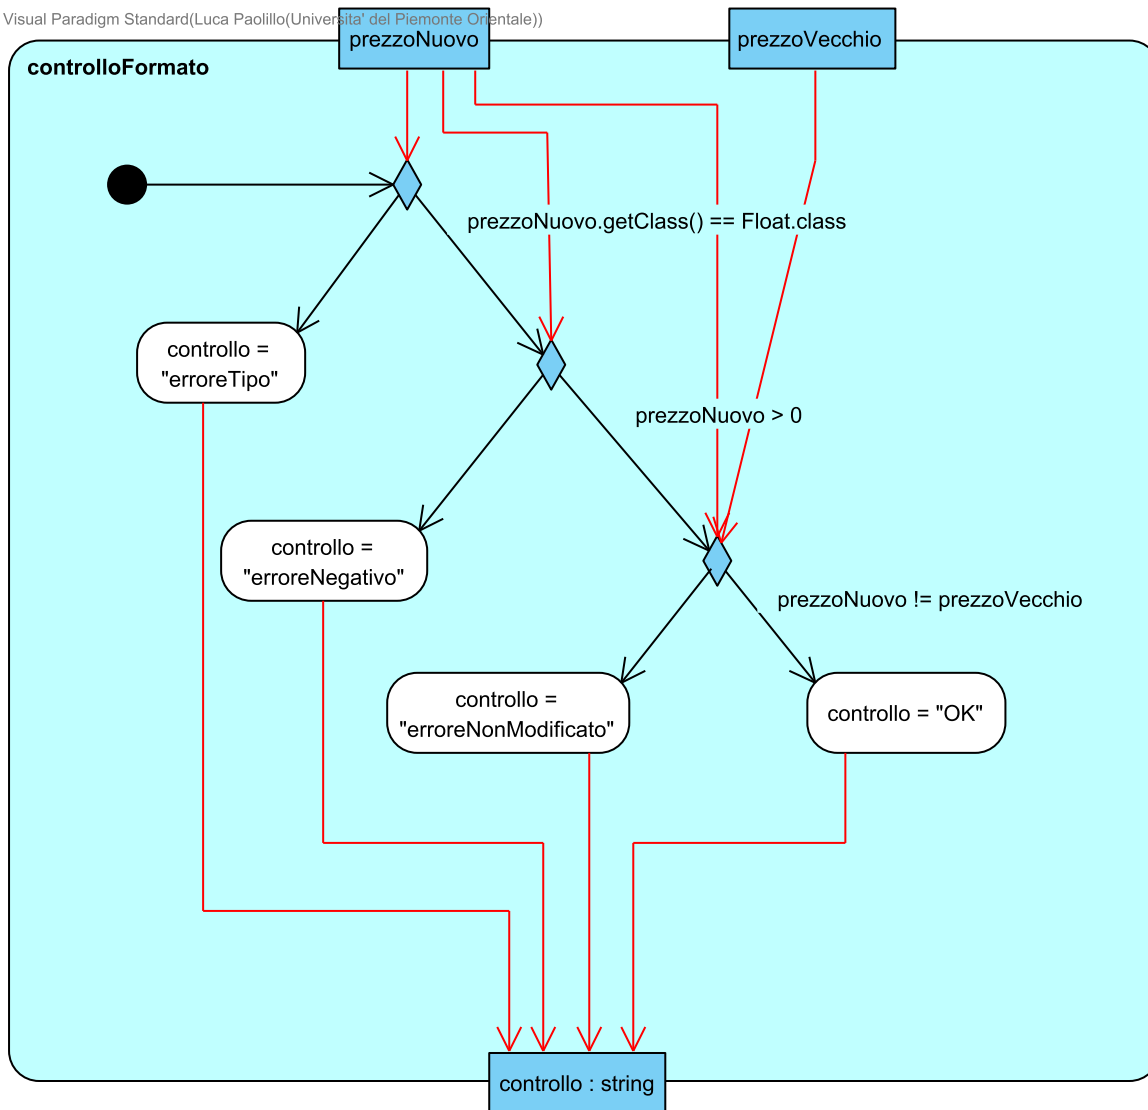 Visual Paradigm Standard(Luca Paolillo(Universita' del Piemonte Orientale))
prezzoNuovo
prezzoVecchio
controlloFormato
prezzoNuovo.getClass() == Float.class
controllo =
"erroreTipo"
prezzoNuovo > 0
controllo =
"erroreNegativo"
prezzoNuovo != prezzoVecchio
controllo =
"erroreNonModificato"
controllo = "OK"
controllo : string